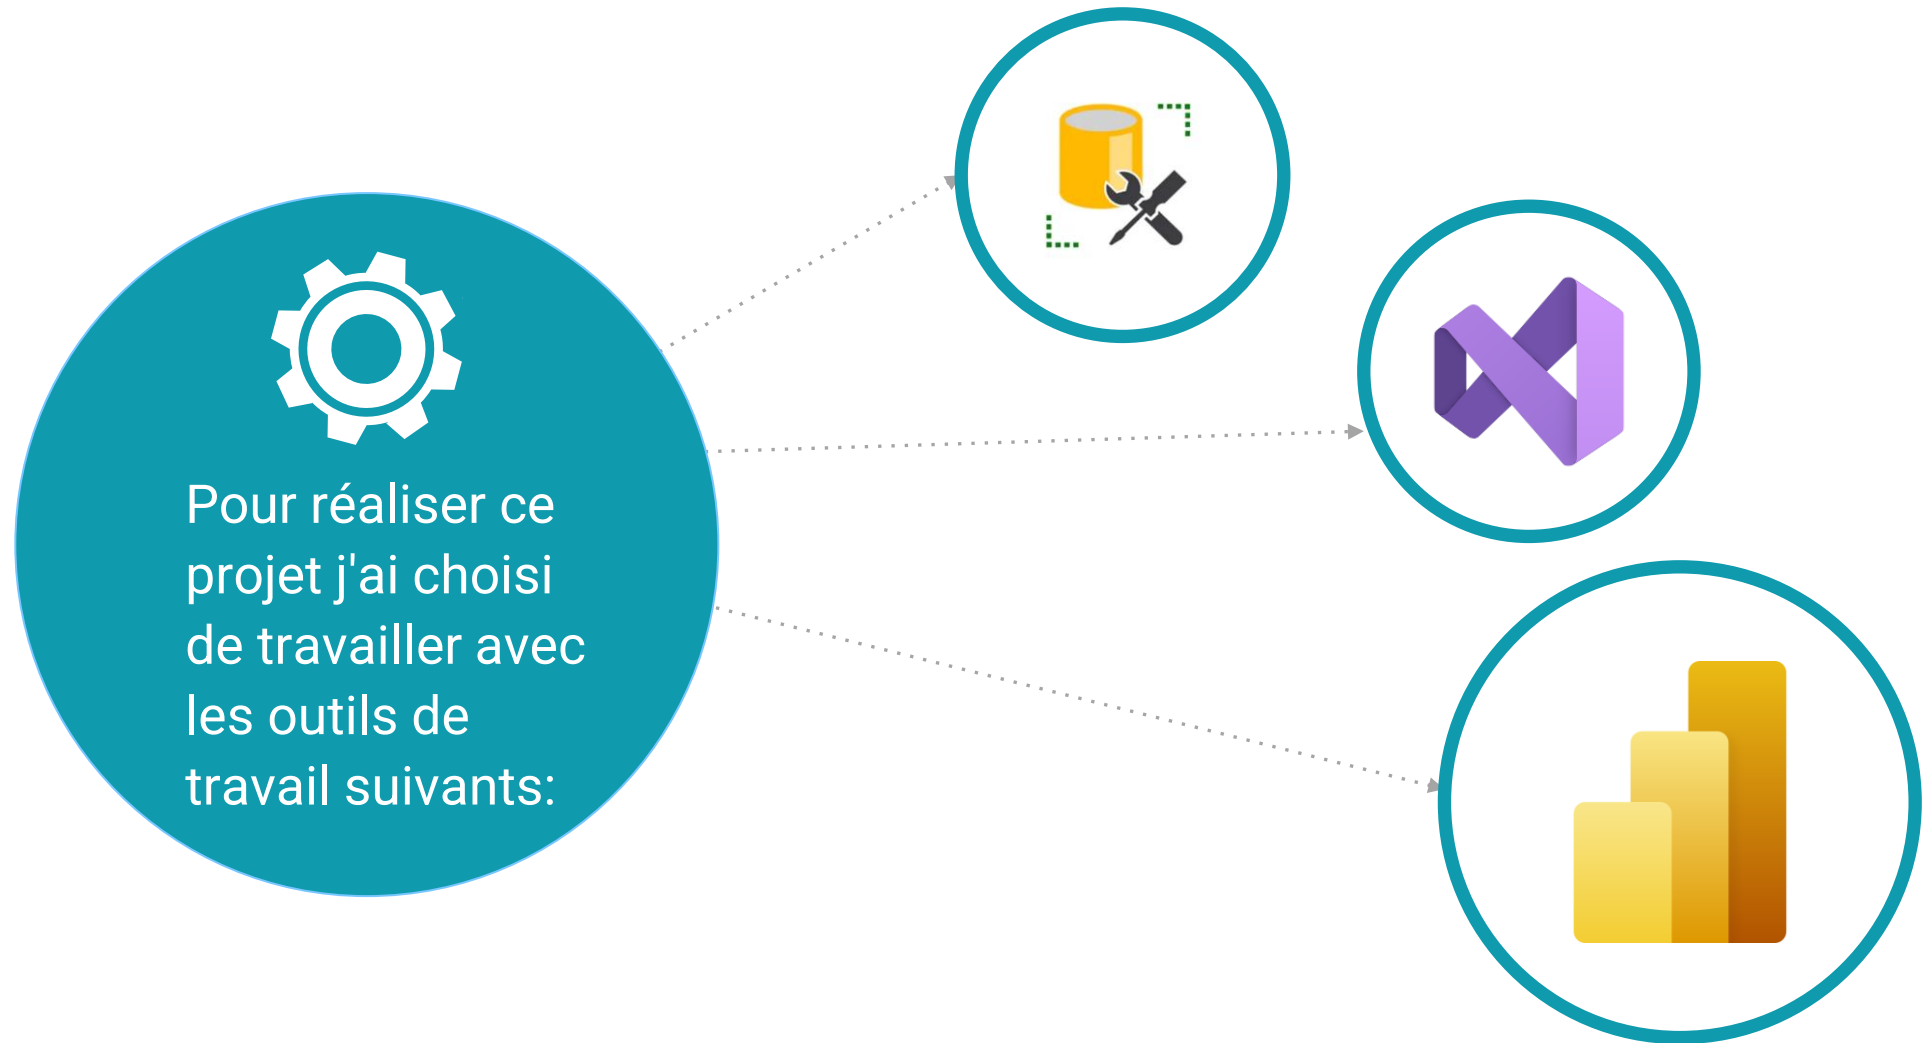 Pour réaliser ce
projet j'ai choisi
de travailler avec
les outils de
travail suivants: